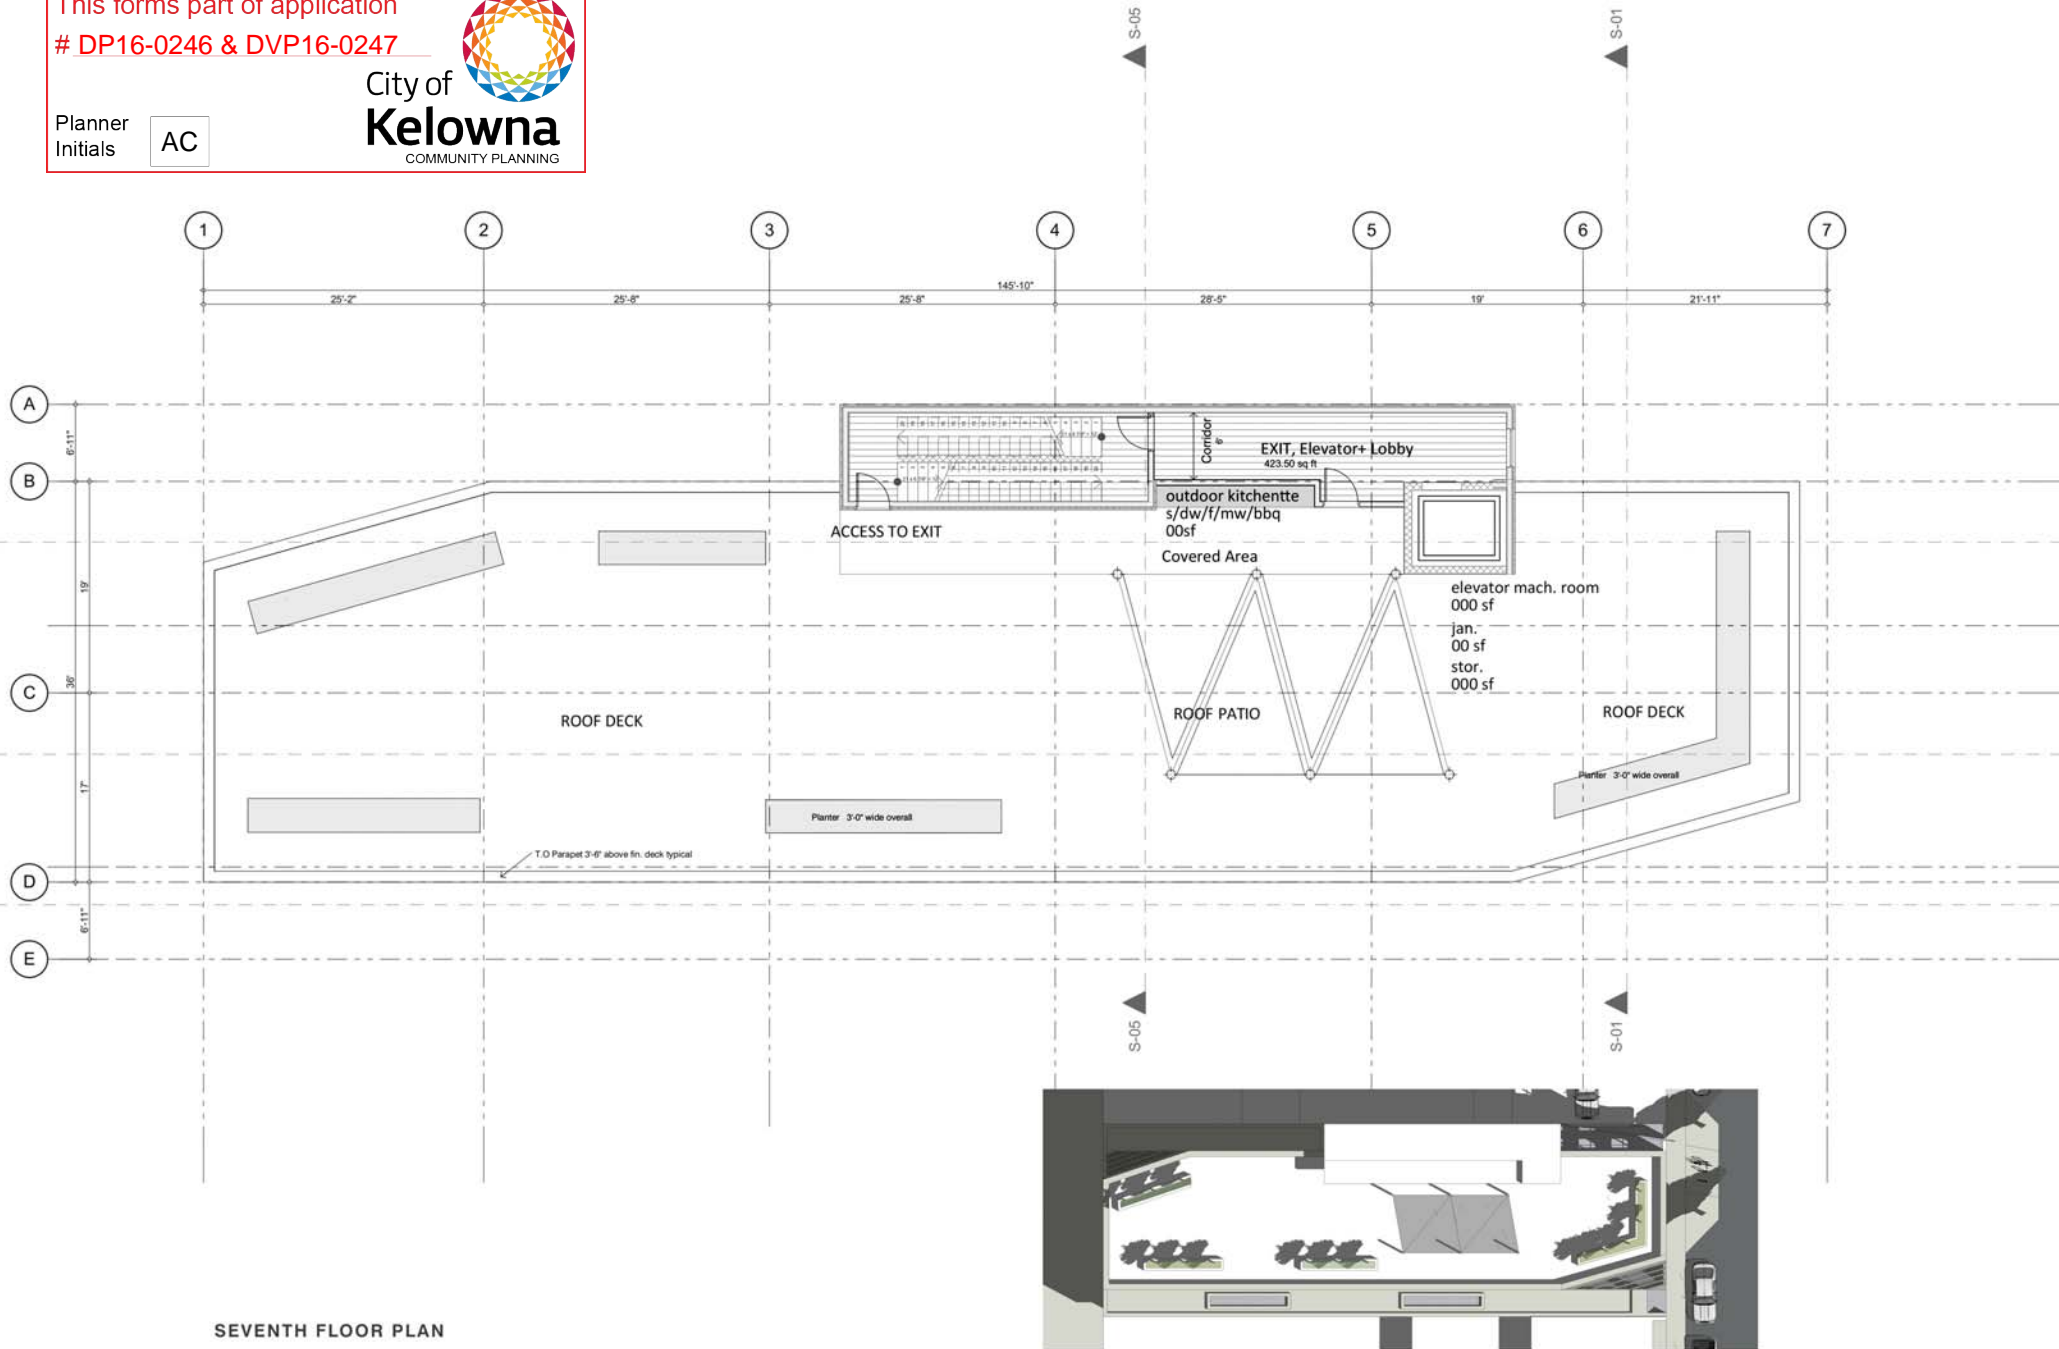 This forms part of application
# DP16-0246 & DVP16-0247
City of
Kelowna
COMMUNITY PLANNING
Planner
Initials
AC
S-05
S-01
1
2
3
4
5
6
7
145'-10"
25'-2"
25'-8"
25'-8"
28'-5"
19'
21'-11"
A
B
C
D
E
6'-11"
19'
36'
17'
6'-11"
Corridor
6'
EXIT, Elevator+ Lobby
423.50 sq ft
outdoor kitchentte
s/dw/f/mw/bbq
00sf
ACCESS TO EXIT
Covered Area
elevator mach. room
000 sf
jan.
00 sf
stor.
000 sf
ROOF DECK
ROOF PATIO
ROOF DECK
Planter 3'-0" wide overall
Planter 3'-0" wide overall
T.O Parapet 3'-6" above fin. deck typical
S-05
S-01
SEVENTH FLOOR PLAN